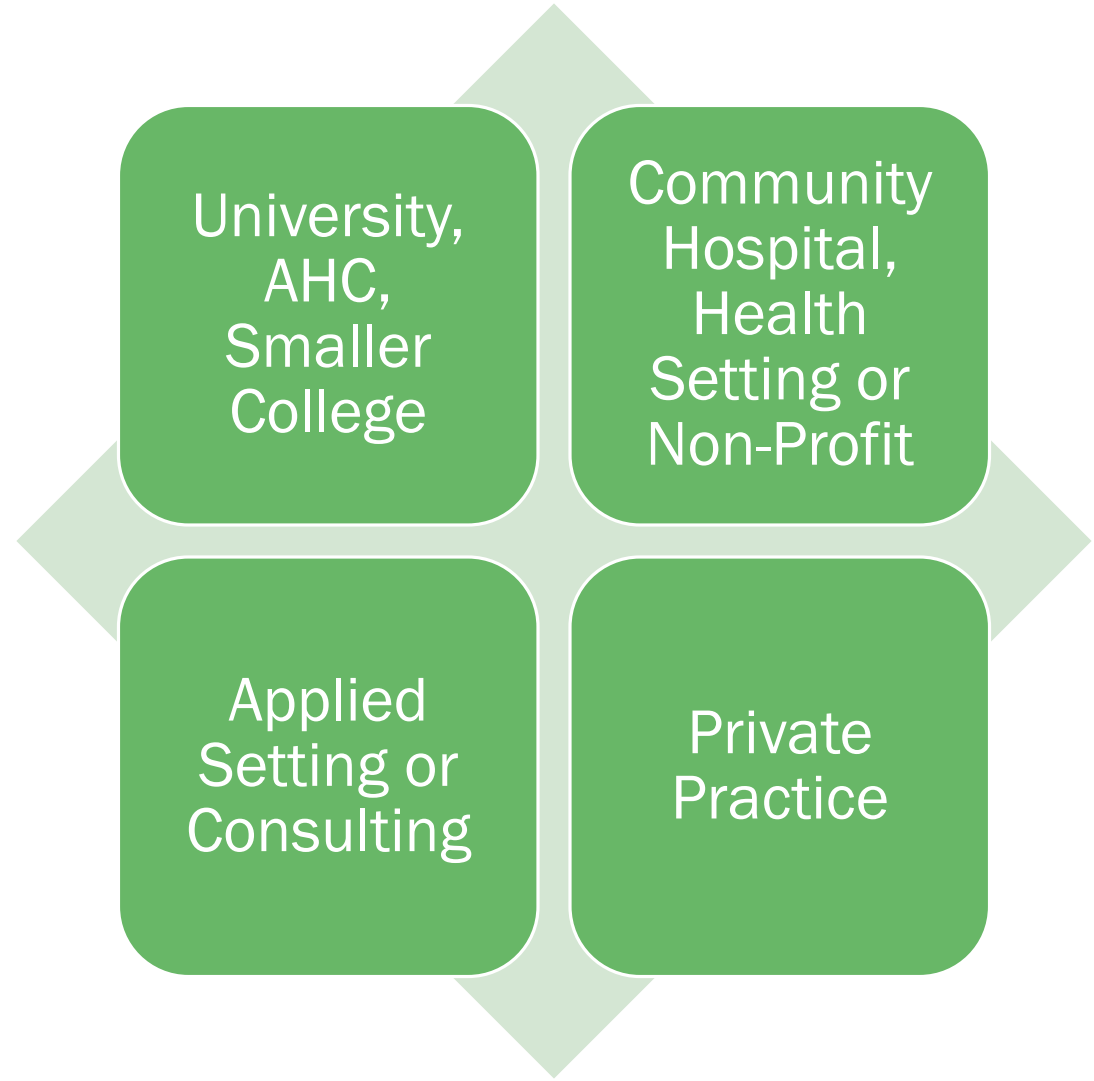 University,
AHC,
Smaller
College
Community
Hospital,
Health
Setting or
Non-Profit
Applied
Setting or
Consulting
Private
Practice